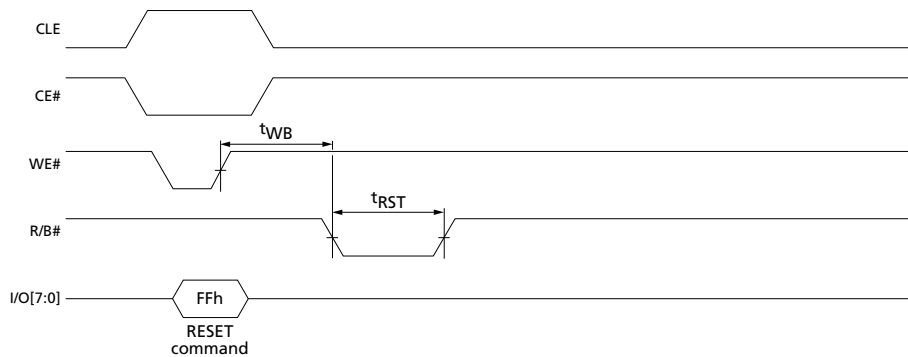 CLE
CE#
tWB
WE#
tRST
R/B#
I/O[7:0]
FFh
RESET
command